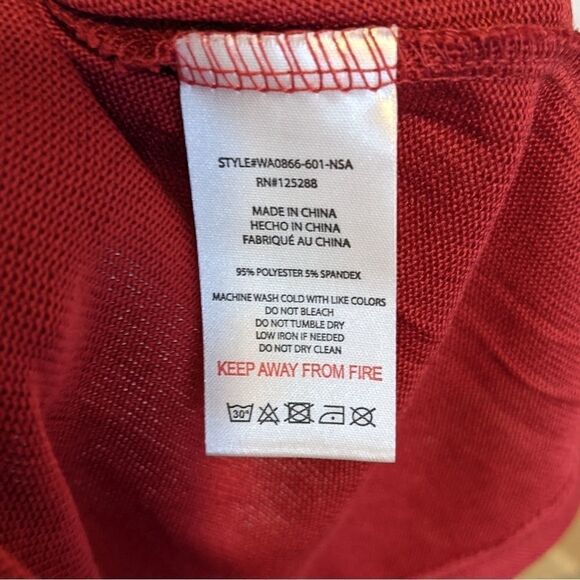 STYLE#WA0866-601-NSA
RN#125288
MADE IN CHINA
HECHO IN CHINA
FABRIQUÉ AU CHINA
95% POLYESTER 5% SPANDEX
MACHINE WASH COLD WITH LIKE COLORS
DO NOT BLEACH
DO NOT TUMBLE DRY
LOW IRON IF NEEDED
DO NOT DRY CLEAN
KEEP AWAY FROM FIRE
30°